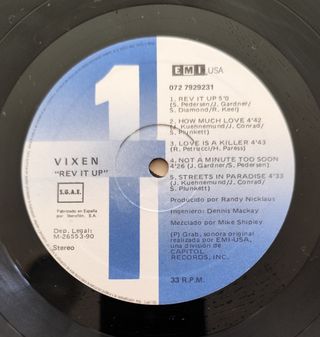 1
EMI USA
072 7929231
1. REV IT UP 5'0
(S. Pedersen/J. Gardner/
S. Diamond/R. Keel)
2. HOW MUCH LOVE 4'42
(J. Kuehnemund/J. Conrad/
S. Plunkett)
3. LOVE IS A KILLER 4'43
(R. Petrucci/H. Paress)
4. NOT A MINUTE TOO SOON
4'26 (J. Gardner/S. Pedersen)
5. STREETS IN PARADISE 4'33
(J. Kuehnemund/J. Conrad/
S. Plunkett)
Producido por Randy Nicklaus
Ingeniero: Dennis Mackay
Mezclado por Mike Shipley
(P) Grab. sonora original
realizada por EMI-USA,
una división de
CAPITOL
RECORDS, INC.
33 R.P.M.
VIXEN
"REV IT UP"
S.G.A.E.
Fabricado en España
por Iberofón, S.A.
Dep. Legal:
M-26553-90
Stereo